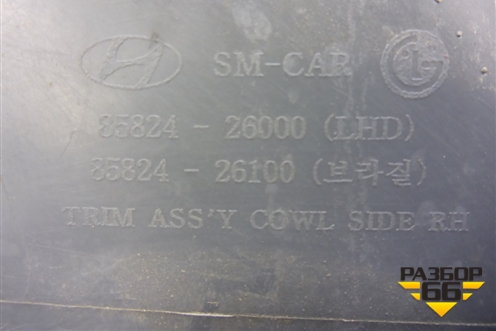 SM-CAR
85824 - 26000 (LHD)
85824 - 26100 (브라질)
TRIM ASS'Y COWL SIDE RH
РАЗБОР
66